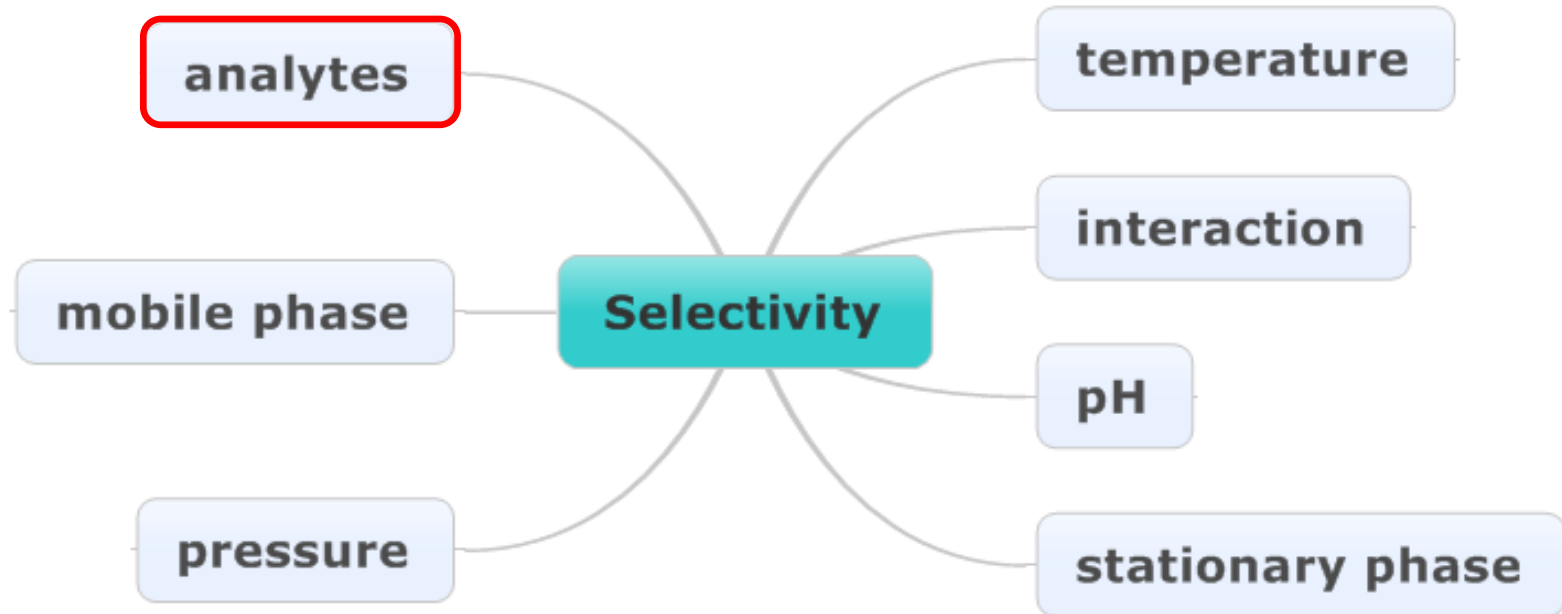 analytes
mobile phase
pressure
Selectivity
temperature
interaction
pH
stationary phase